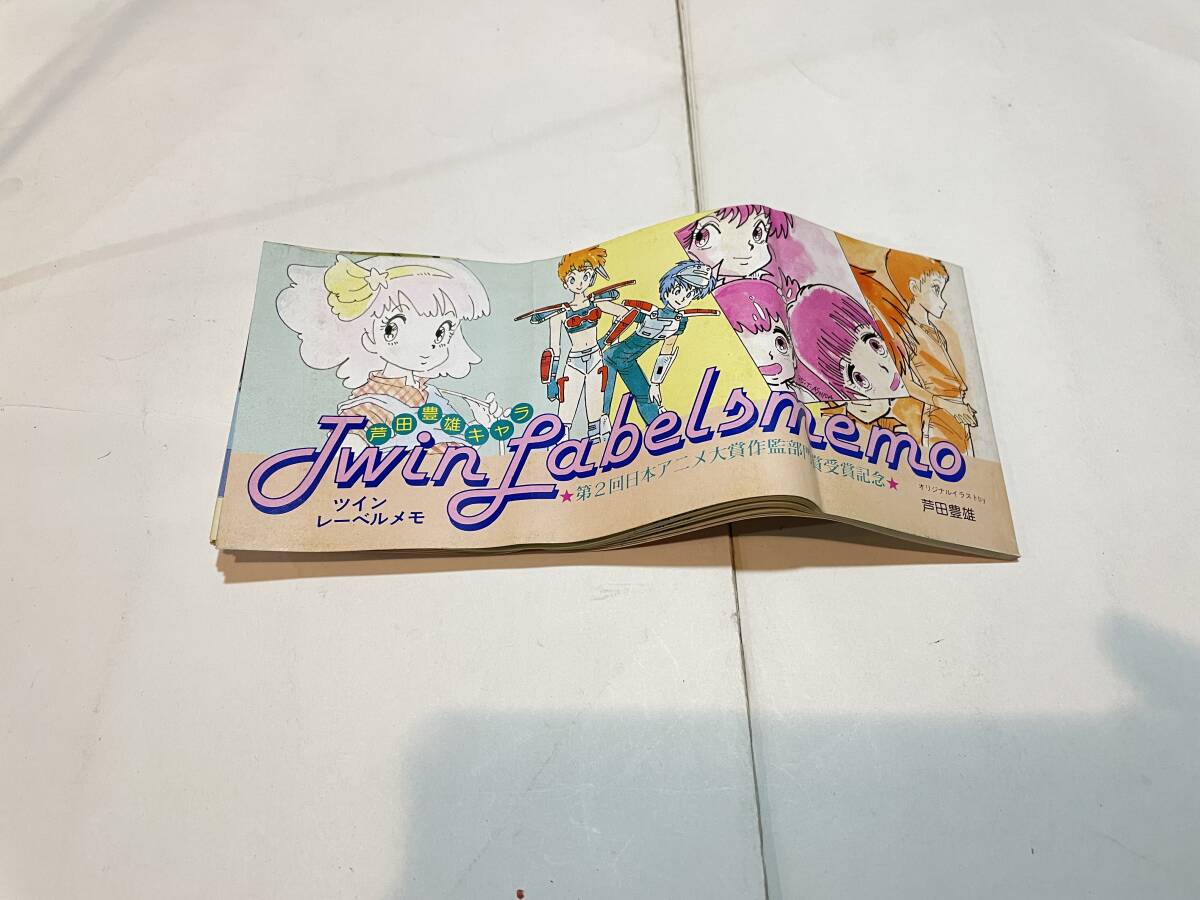 芦田豊雄キャラ
Twin Labelsmemo
ツイン
レーベルメモ
★第2回日本アニメ大賞作監部門賞受賞記念★
オリジナルイラストby
芦田豊雄